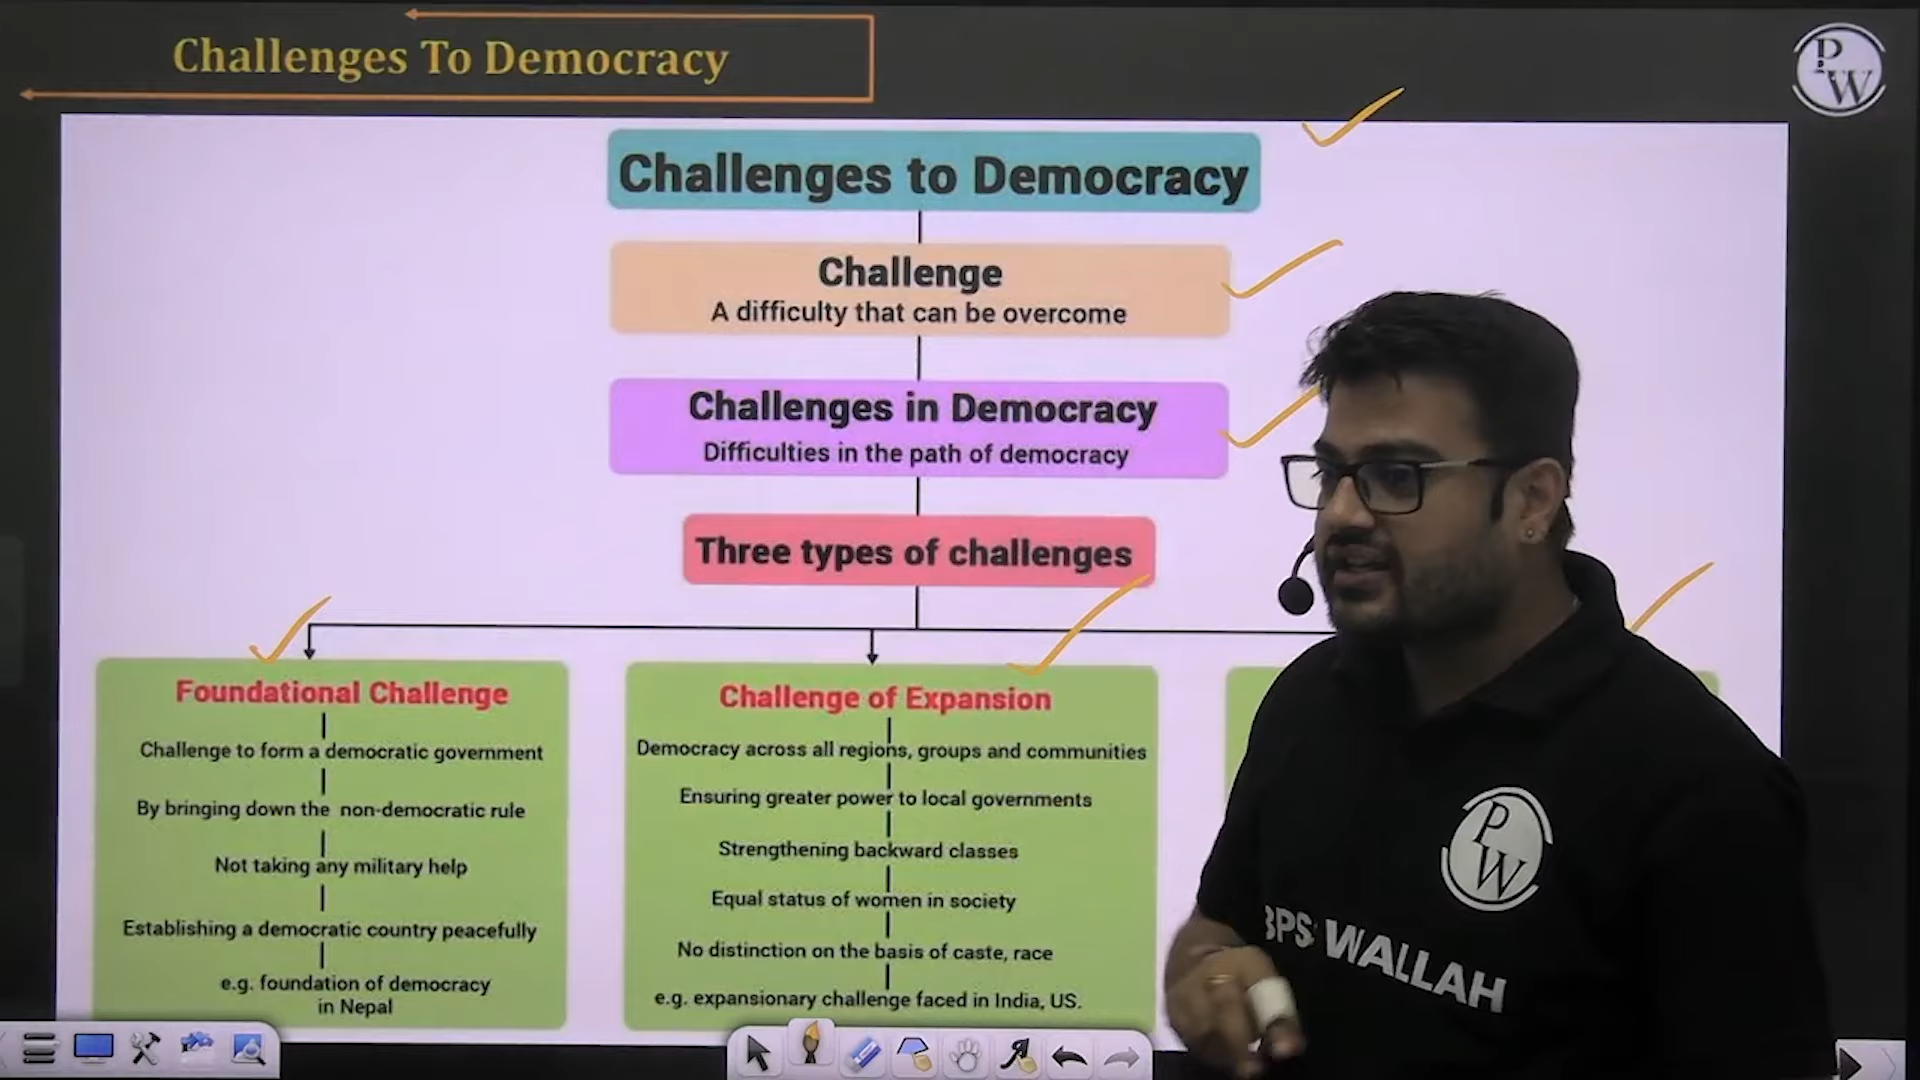 Challenges To Democracy
PW
Challenges to Democracy
Challenge
A difficulty that can be overcome
Challenges in Democracy
Difficulties in the path of democracy
Three types of challenges
Foundational Challenge
Challenge to form a democratic government
By bringing down the non-democratic rule
Not taking any military help
Establishing a democratic country peacefully
e.g. foundation of democracy
in Nepal
Challenge of Expansion
Democracy across all regions, groups and communities
Ensuring greater power to local governments
Strengthening backward classes
Equal status of women in society
No distinction on the basis of caste, race
e.g. expansionary challenge faced in India, US.
PW
WALLAH